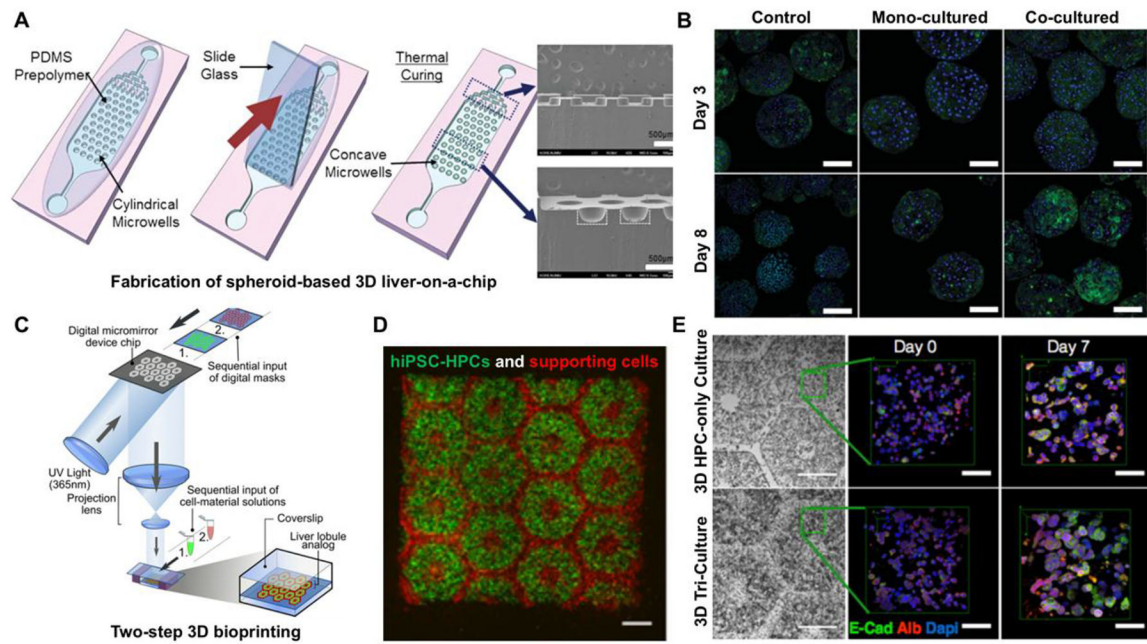 A
PDMS
Prepolymer
Slide
Glass
Thermal
Curing
Concave
Microwells
Cylindrical
Microwells
500μm
500μm
Fabrication of spheroid-based 3D liver-on-a-chip
B
Control
Mono-cultured
Co-cultured
Day 3
Day 8
C
Digital micromirror
device chip
1.
2.
Sequential input
of digital masks
UV Light
(365nm)
Projection
lens
Sequential input of
cell-material solutions
1.
2.
Coverslip
Liver lobule
analog
Two-step 3D bioprinting
D
hiPSC-HPCs and supporting cells
E
Day 0
Day 7
3D HPC-only Culture
3D Tri-Culture
E-Cad Alb Dapi